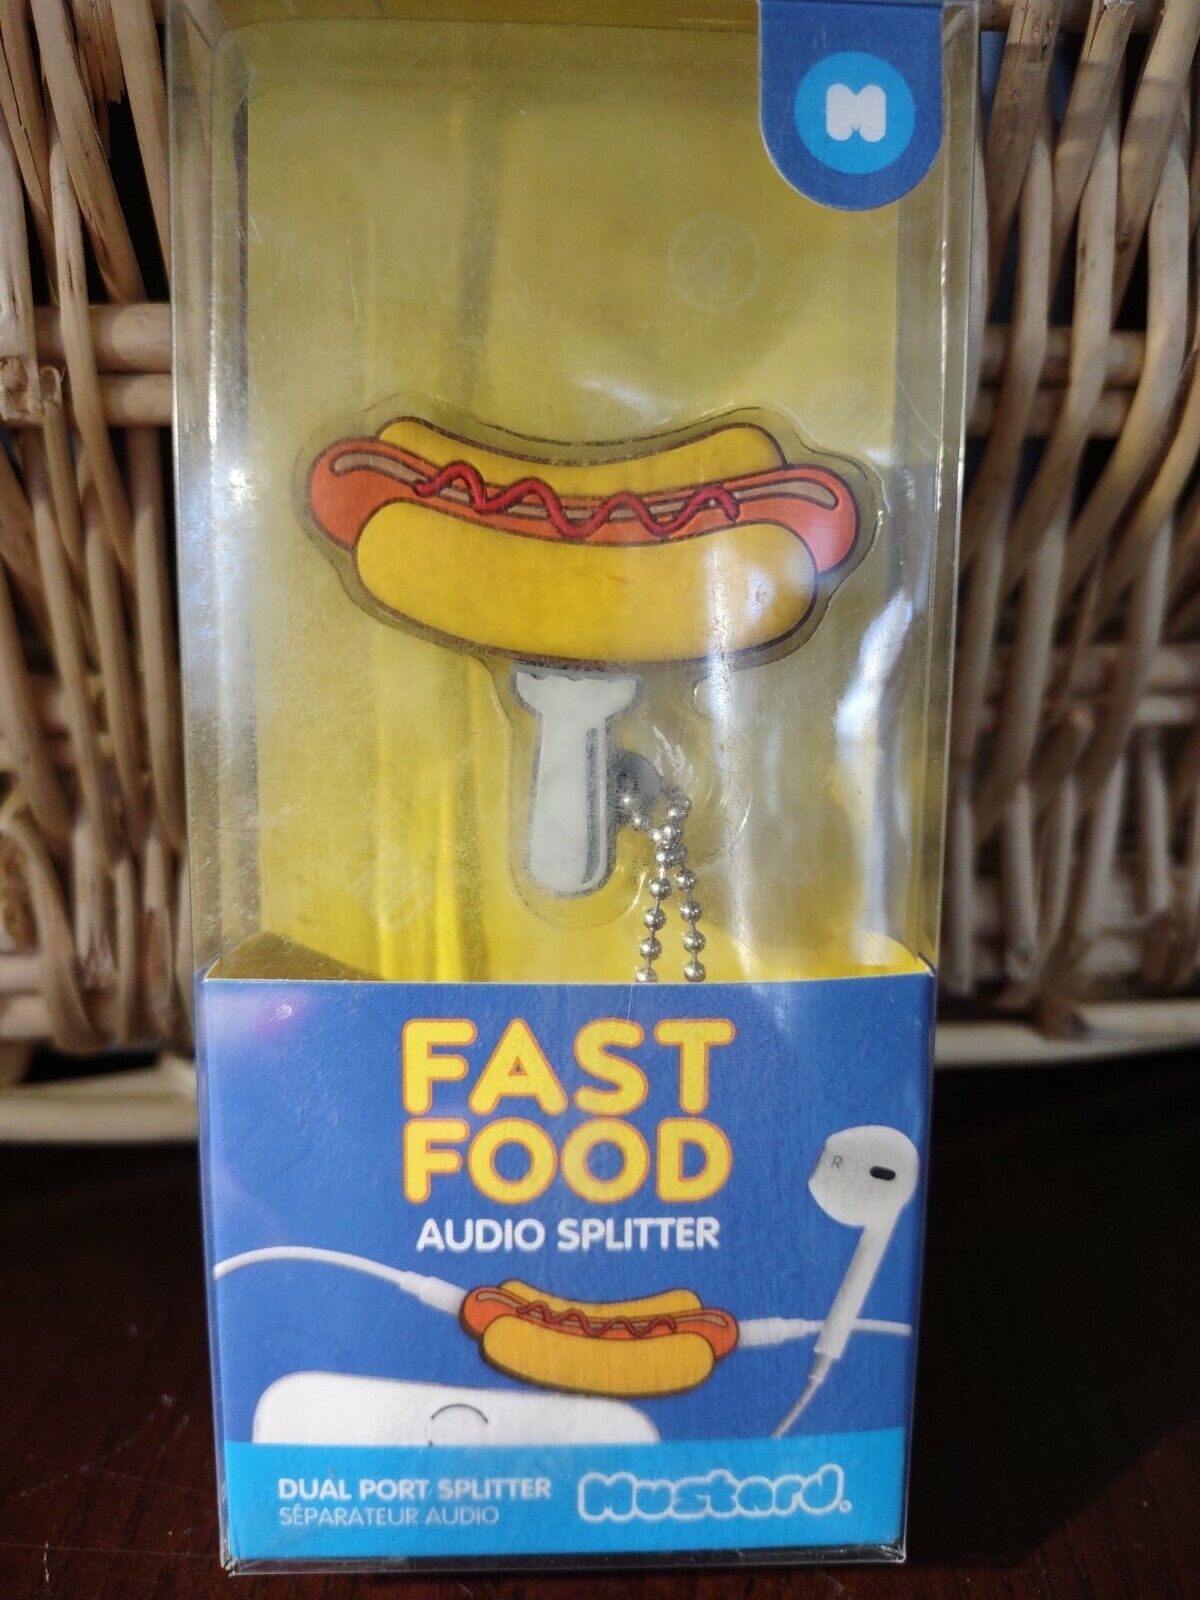 M
FAST
FOOD
AUDIO SPLITTER
R
DUAL PORT SPLITTER
SÉPARATEUR AUDIO
Mustard.